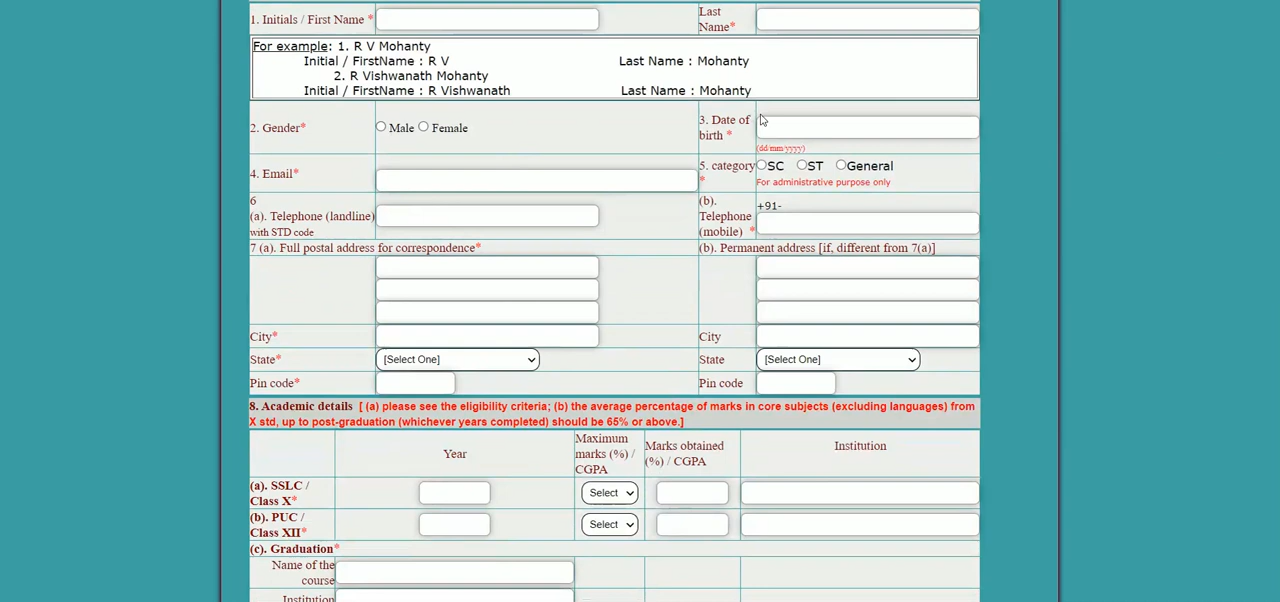 1. Initials / First Name *
Last Name*
For example: 1. R V Mohanty
Initial / FirstName : R V Last Name : Mohanty
2. R Vishwanath Mohanty
Initial / FirstName : R Vishwanath Last Name : Mohanty
2. Gender*
Male Female
3. Date of birth *
(dd/mm/yyyy)
4. Email*
5. category *
SC ST General
For administrative purpose only
6
(a). Telephone (landline)
with STD code
(b). Telephone (mobile) *
+91-
7 (a). Full postal address for correspondence*
(b). Permanent address [if, different from 7(a)]
City*
City
State*
[Select One]
State
[Select One]
Pin code*
Pin code
8. Academic details [ (a) please see the eligibility criteria; (b) the average percentage of marks in core subjects (excluding languages) from
X std, up to post-graduation (whichever years completed) should be 65% or above.]
Year
Maximum
marks (%) /
CGPA
Marks obtained
(%) / CGPA
Institution
(a). SSLC /
Class X*
Select
(b). PUC /
Class XII*
Select
(c). Graduation*
Name of the
course
Institution